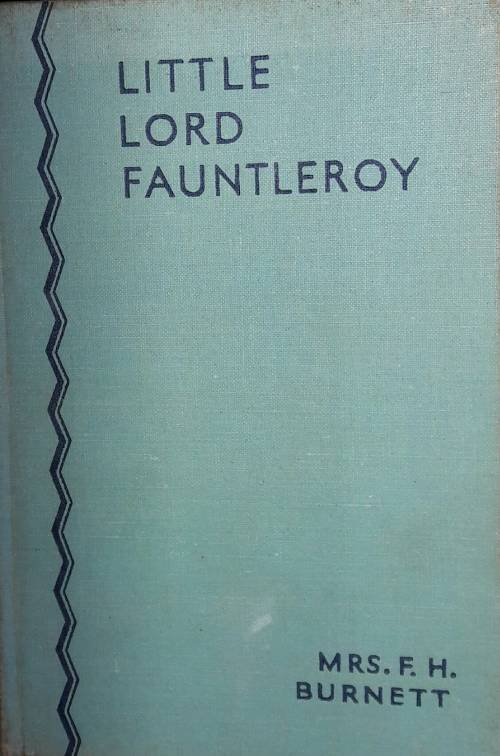 LITTLE
LORD
FAUNTLEROY
MRS. F. H.
BURNETT